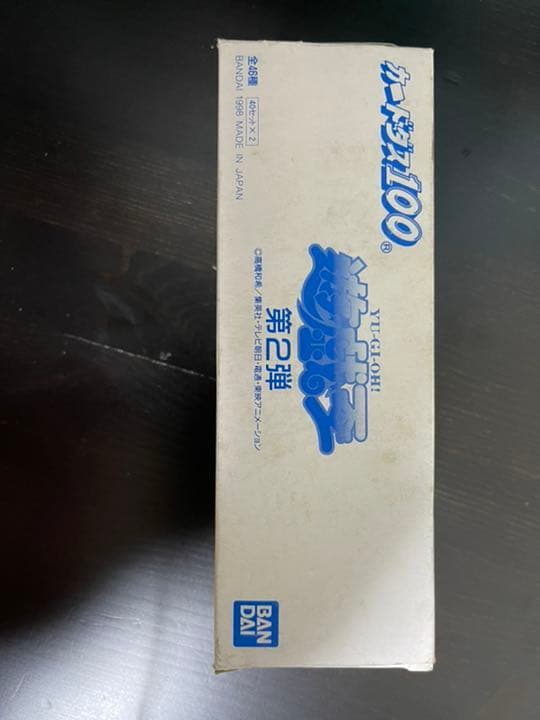 カードダス100®
YU-GI-OH!
遊戯王
第2弾
©高橋和希／集英社・テレビ朝日・電通・東映アニメーション
全46種 40セット×2
BANDAI 1998 MADE IN JAPAN
BAN
DAI